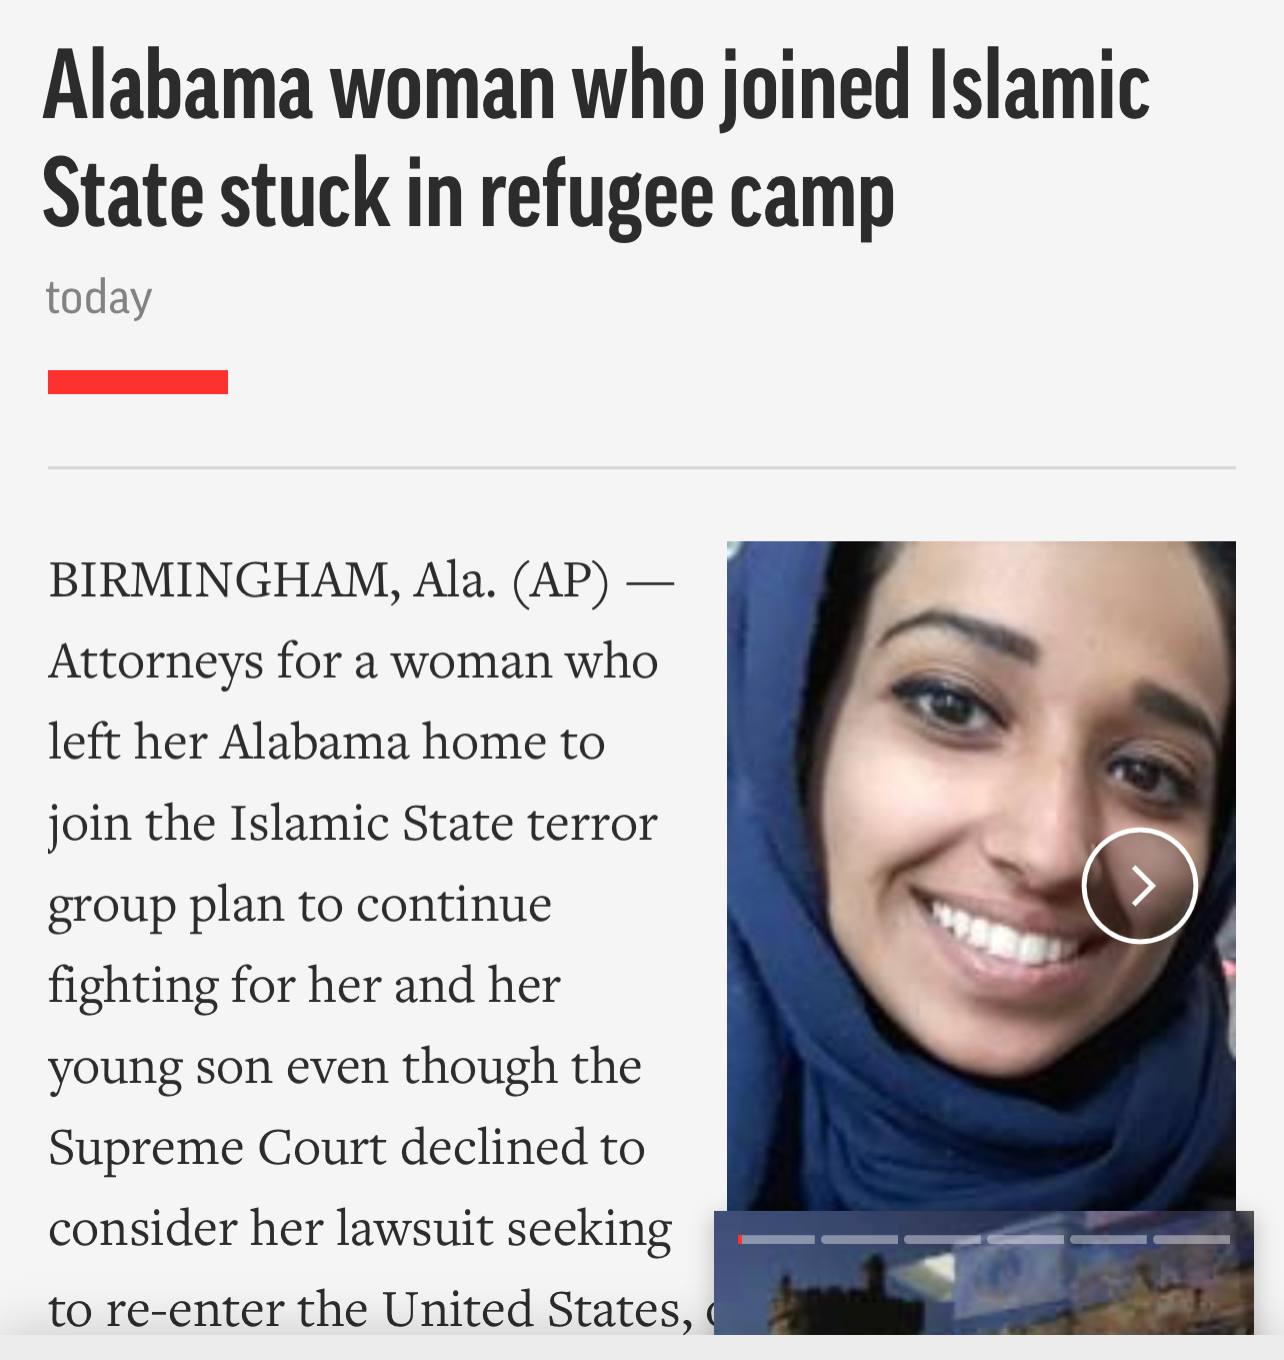 Alabama woman who joined Islamic
State stuck in refugee camp
today
BIRMINGHAM, Ala. (AP) —
Attorneys for a woman who
left her Alabama home to
join the Islamic State terror
group plan to continue
fighting for her and her
young son even though the
Supreme Court declined to
consider her lawsuit seeking
to re-enter the United States,